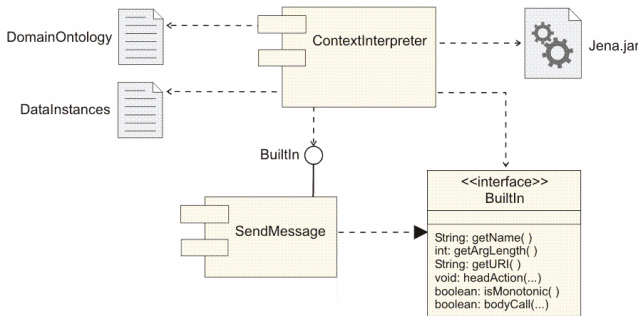 DomainOntology
ContextInterpreter
Jena.jar
DataInstances
BuiltIn
<<interface>>
BuiltIn
SendMessage
String: getName( )
int: getArgLength( )
String: getURI( )
void: headAction(...)
boolean: isMonotonic( )
boolean: bodyCall(...)